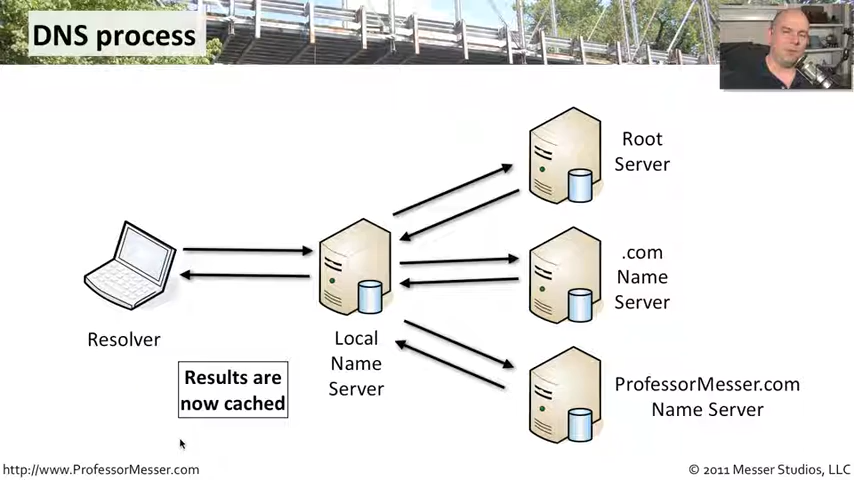 DNS process
Root
Server
.com
Name
Server
Resolver
Local
Name
Server
Results are
now cached
ProfessorMesser.com
Name Server
http://www.ProfessorMesser.com
© 2011 Messer Studios, LLC